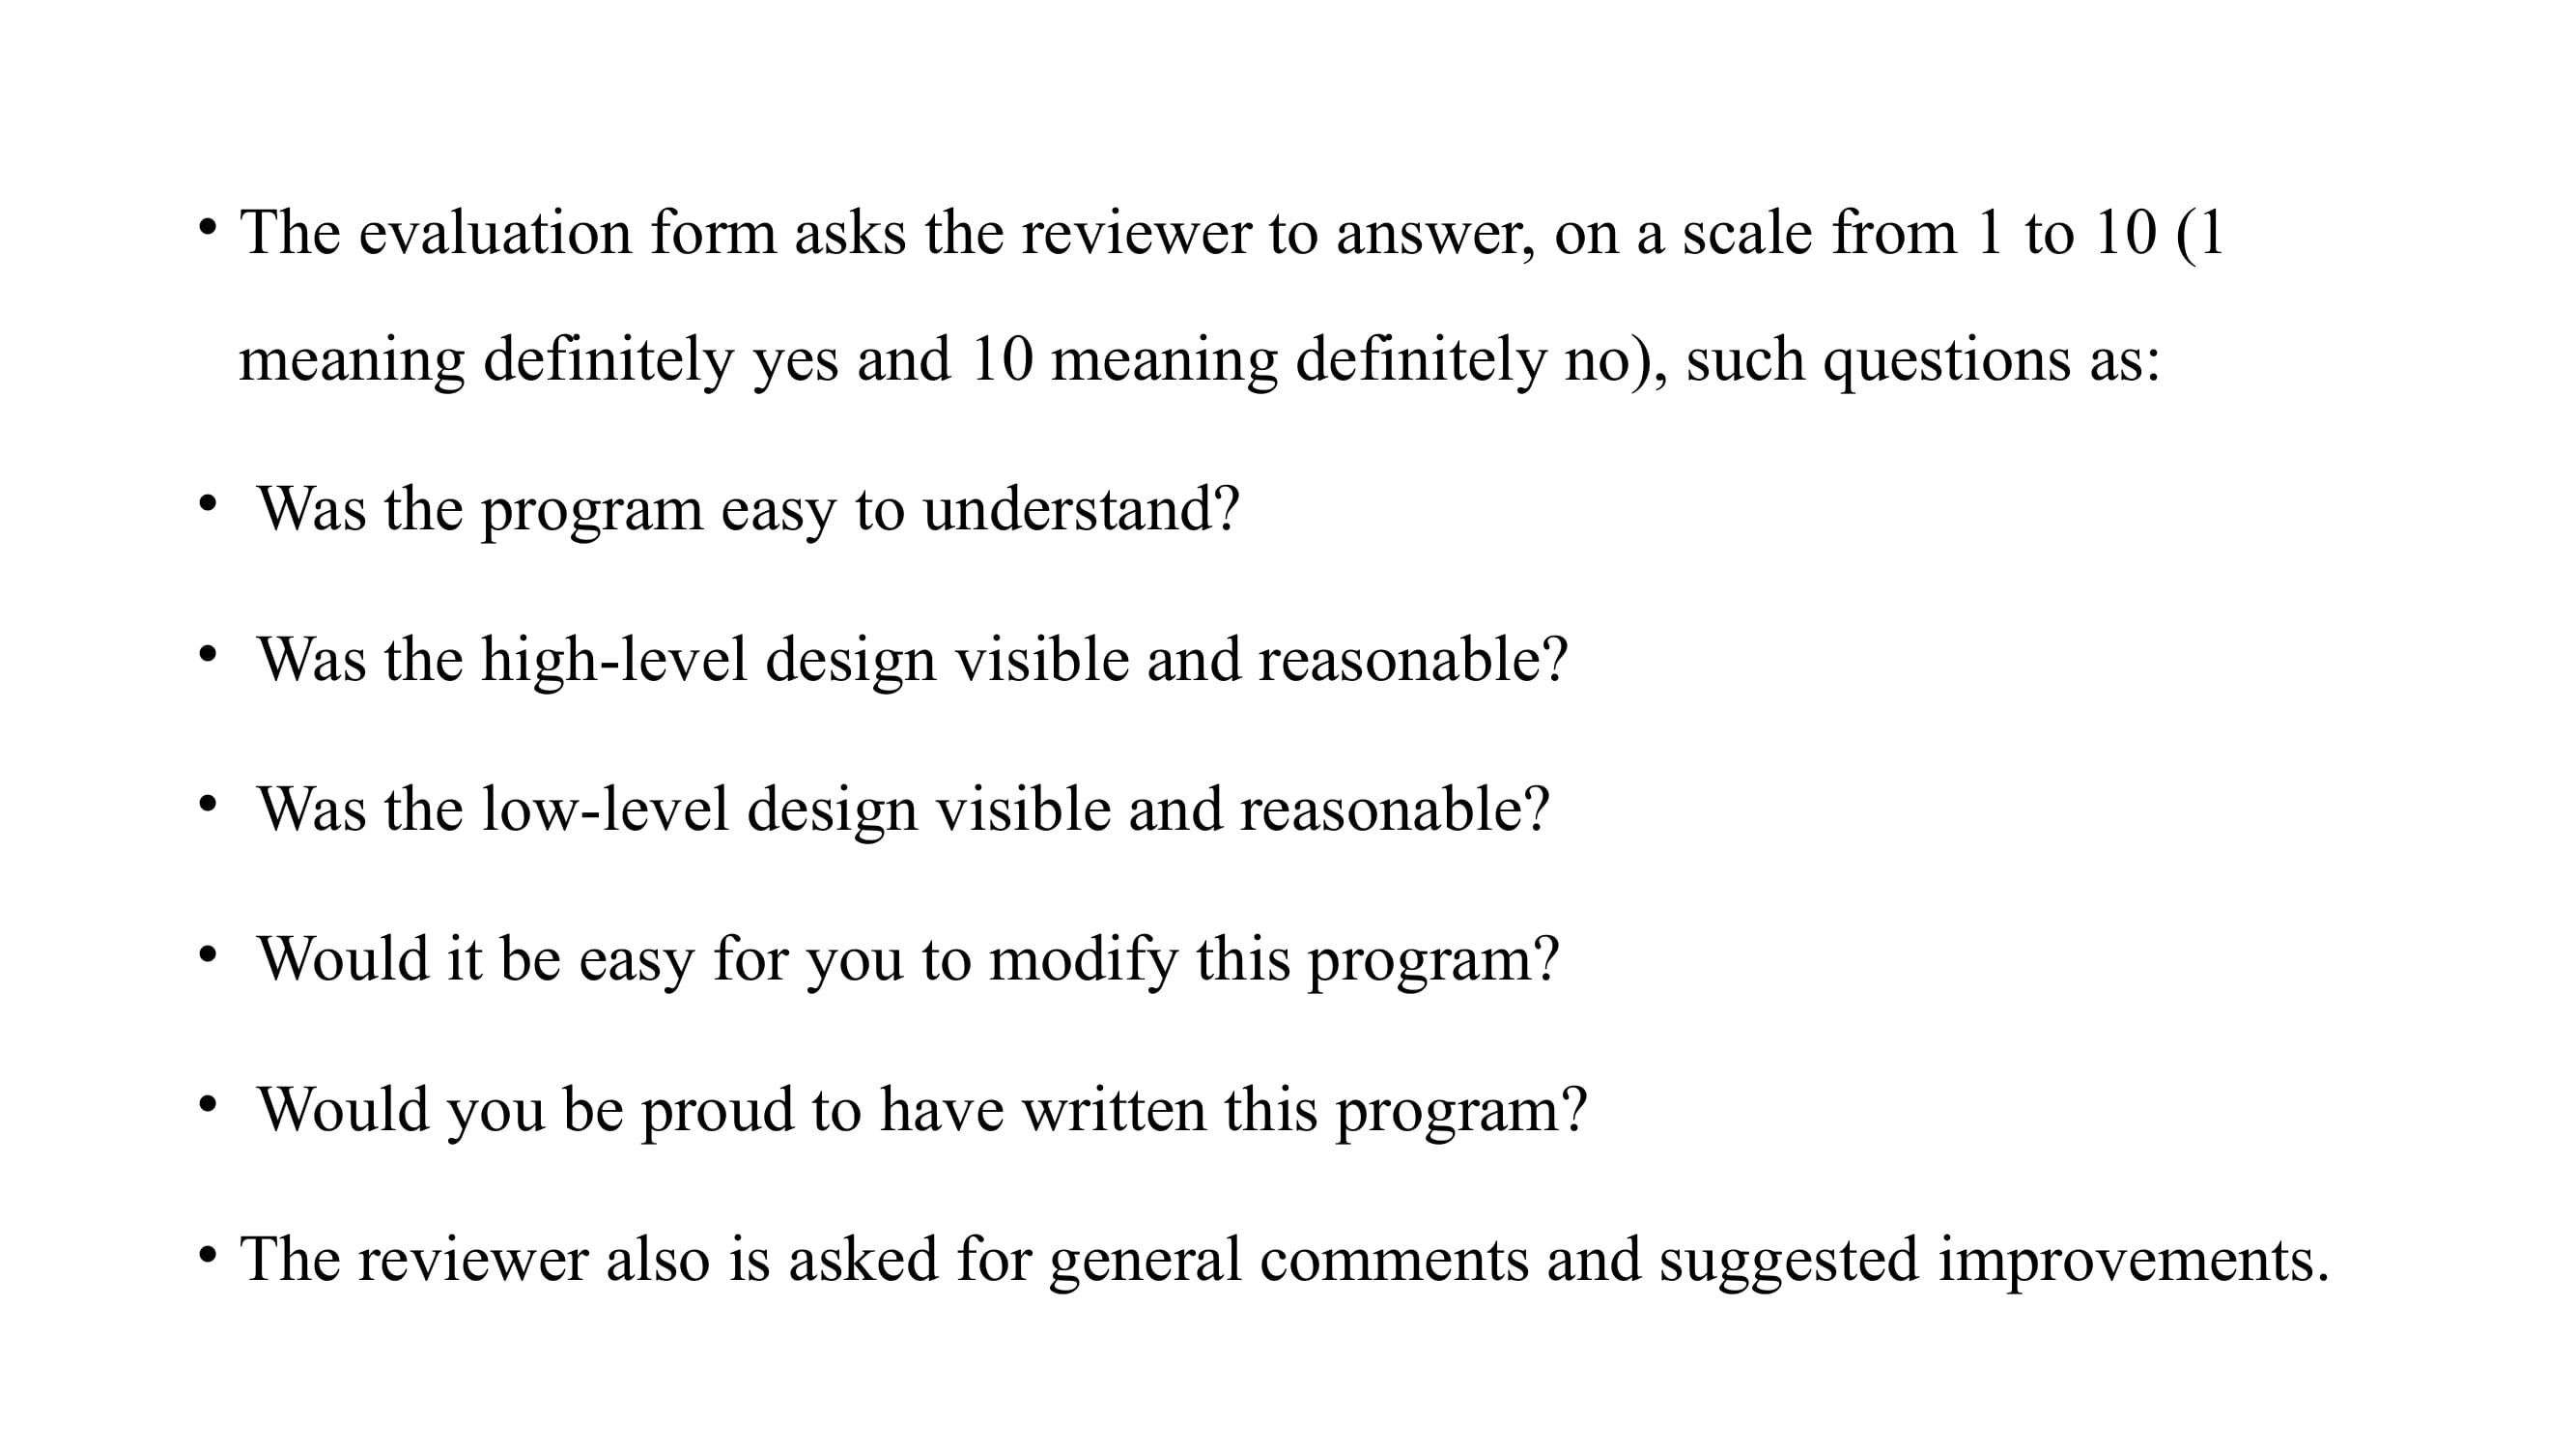 • The evaluation form asks the reviewer to answer, on a scale from 1 to 10 (1
meaning definitely yes and 10 meaning definitely no), such questions as:
• Was the program easy to understand?
• Was the high-level design visible and reasonable?
• Was the low-level design visible and reasonable?
• Would it be easy for you to modify this program?
• Would you be proud to have written this program?
• The reviewer also is asked for general comments and suggested improvements.